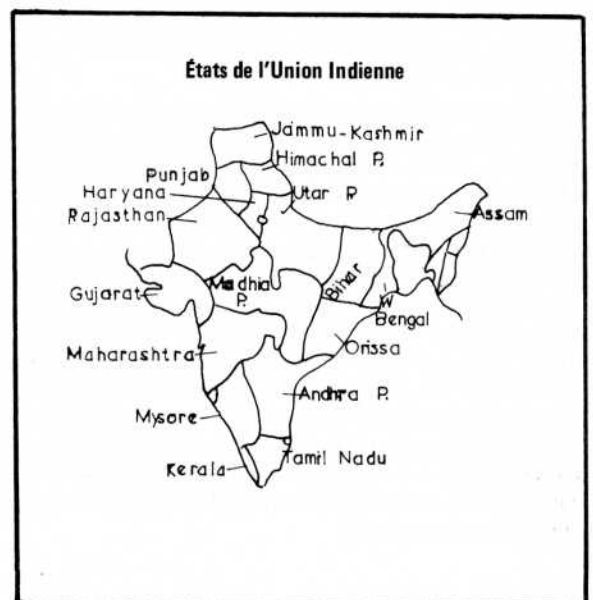 États de l'Union Indienne
Jammu-Kashmir
Himachal P.
Punjab
Haryana
Utar P.
Rajasthan
Assam
Madhia
P.
Gujarat
Bihar
W
Bengal
Maharashtra
Orissa
Andhra P.
Mysore
Tamil Nadu
Kerala